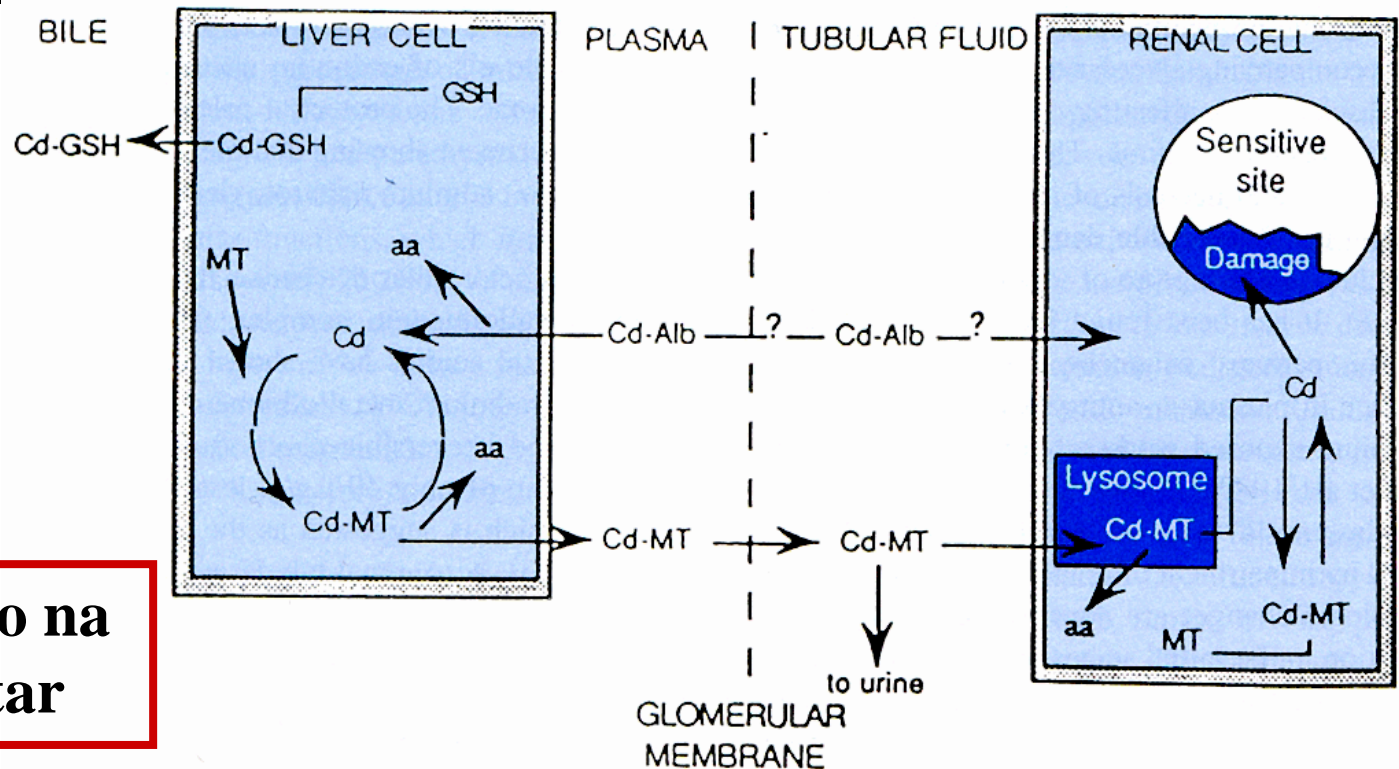 BILE
LIVER CELL
PLASMA
TUBULAR FLUID
RENAL CELL
GSH
Cd-GSH
Cd-GSH
Sensitive
site
Damage
MT
aa
Cd
Cd-Alb
?
Cd-Alb
?
Cd
aa
Lysosome
Cd-MT
Cd-MT
Cd-MT
Cd-MT
aa
MT
Cd-MT
to urine
GLOMERULAR
MEMBRANE
o na
tar